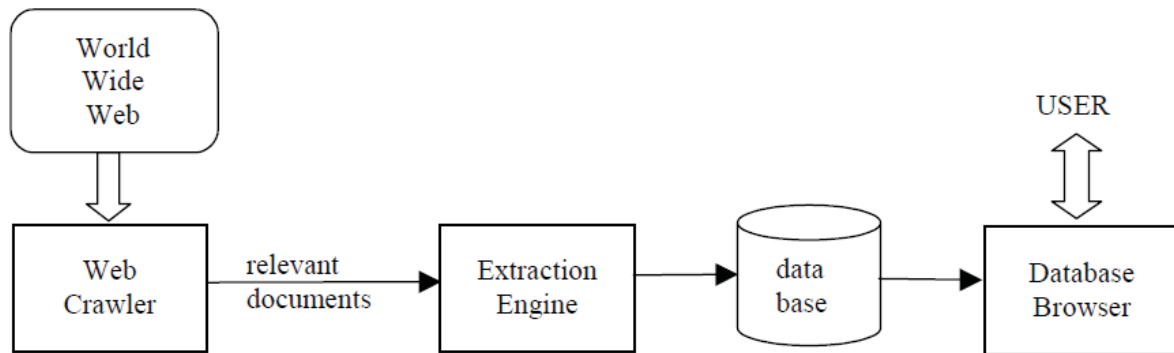 World
Wide
Web
USER
Web
Crawler
relevant
documents
Extraction
Engine
data
base
Database
Browser